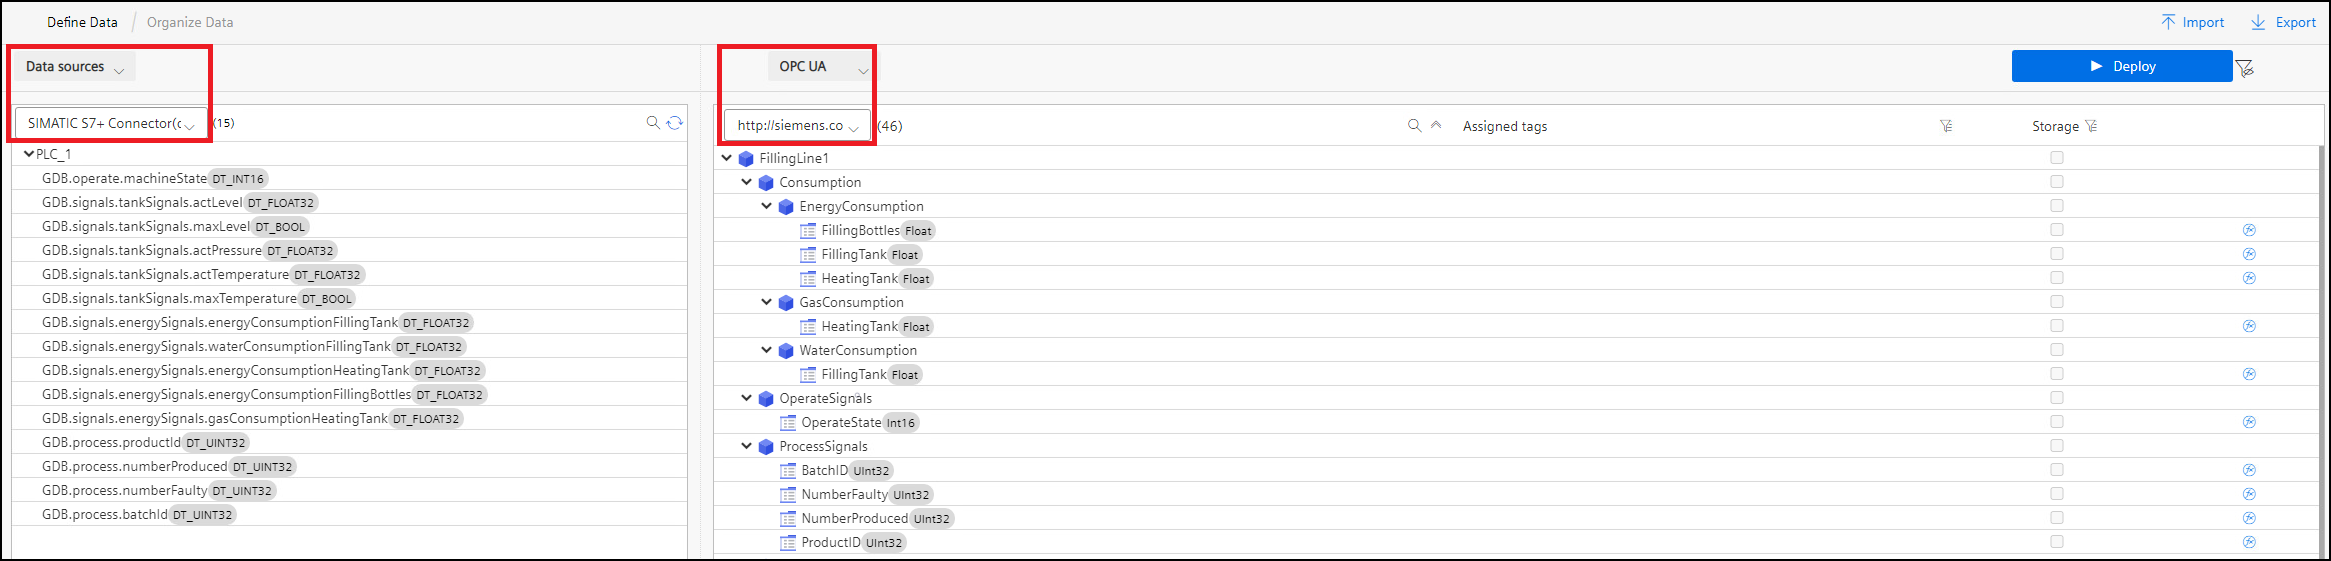 Define Data / Organize Data Import Export
Data sources
OPC UA
Deploy
SIMATIC S7+ Connector(c (15)
http://siemens.co (46) Assigned tags Storage
PLC_1
GDB.operate.machineState DT_INT16
GDB.signals.tankSignals.actLevel DT_FLOAT32
GDB.signals.tankSignals.maxLevel DT_BOOL
GDB.signals.tankSignals.actPressure DT_FLOAT32
GDB.signals.tankSignals.actTemperature DT_FLOAT32
GDB.signals.tankSignals.maxTemperature DT_BOOL
GDB.signals.energySignals.energyConsumptionFillingTank DT_FLOAT32
GDB.signals.energySignals.waterConsumptionFillingTank DT_FLOAT32
GDB.signals.energySignals.energyConsumptionHeatingTank DT_FLOAT32
GDB.signals.energySignals.energyConsumptionFillingBottles DT_FLOAT32
GDB.signals.energySignals.gasConsumptionHeatingTank DT_FLOAT32
GDB.process.productId DT_UINT32
GDB.process.numberProduced DT_UINT32
GDB.process.numberFaulty DT_UINT32
GDB.process.batchId DT_UINT32
FillingLine1
Consumption
EnergyConsumption
FillingBottles Float
FillingTank Float
HeatingTank Float
GasConsumption
HeatingTank Float
WaterConsumption
FillingTank Float
OperateSignals
OperateState Int16
ProcessSignals
BatchID UInt32
NumberFaulty UInt32
NumberProduced UInt32
ProductID UInt32